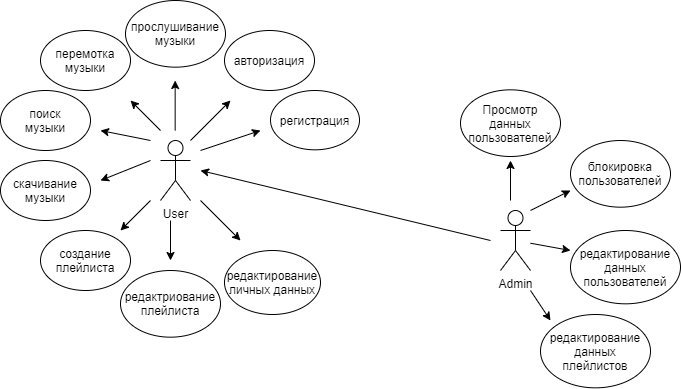 прослушивание
музыки
перемотка
музыки
авторизация
поиск
музыки
регистрация
скачивание
музыки
User
создание
плейлиста
редактриование
плейлиста
редактирование
личных данных
Просмотр
данных
пользователей
блокировка
пользователей
Admin
редактирование
данных
пользователей
редактирование
данных
плейлистов